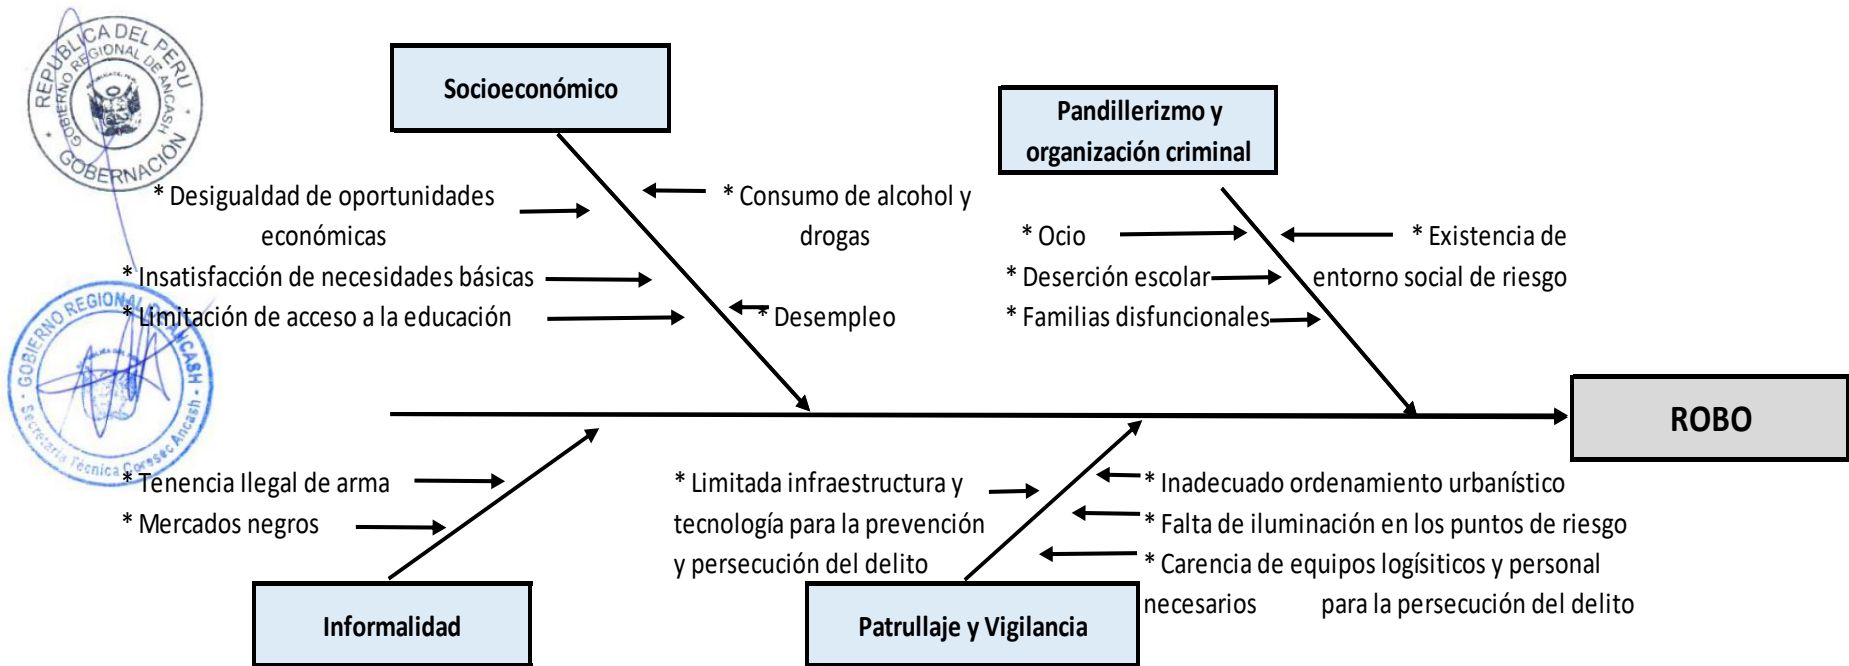 REPUBLICA DEL PERU
GOBIERNO REGIONAL DE ANCASH
GOBERNACIÓN
Socioeconómico
Pandillerizmo y
organización criminal
* Desigualdad de oportunidades
económicas
* Insatisfacción de necesidades básicas
* Limitación de acceso a la educación
* Consumo de alcohol y
drogas
* Desempleo
* Ocio
* Deserción escolar
* Familias disfuncionales
* Existencia de
entorno social de riesgo
GOBIERNO REGIONAL DE ANCASH
Secretaría Técnica Coresec Ancash
ROBO
* Tenencia Ilegal de arma
* Mercados negros
* Limitada infraestructura y
tecnología para la prevención
y persecución del delito
* Inadecuado ordenamiento urbanístico
* Falta de iluminación en los puntos de riesgo
* Carencia de equipos logísiticos y personal
necesarios para la persecución del delito
Informalidad
Patrullaje y Vigilancia